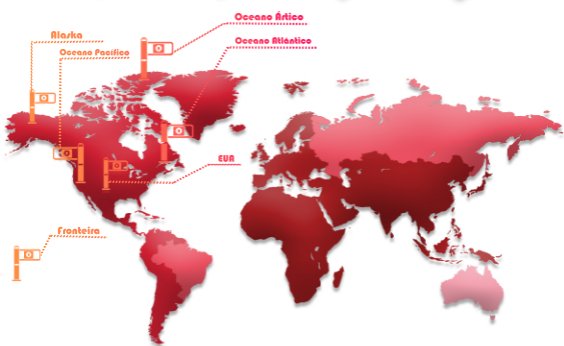 Oceano Ártico
Alaska
Oceano Atlântico
Oceano Pacífico
EUA
Fronteira